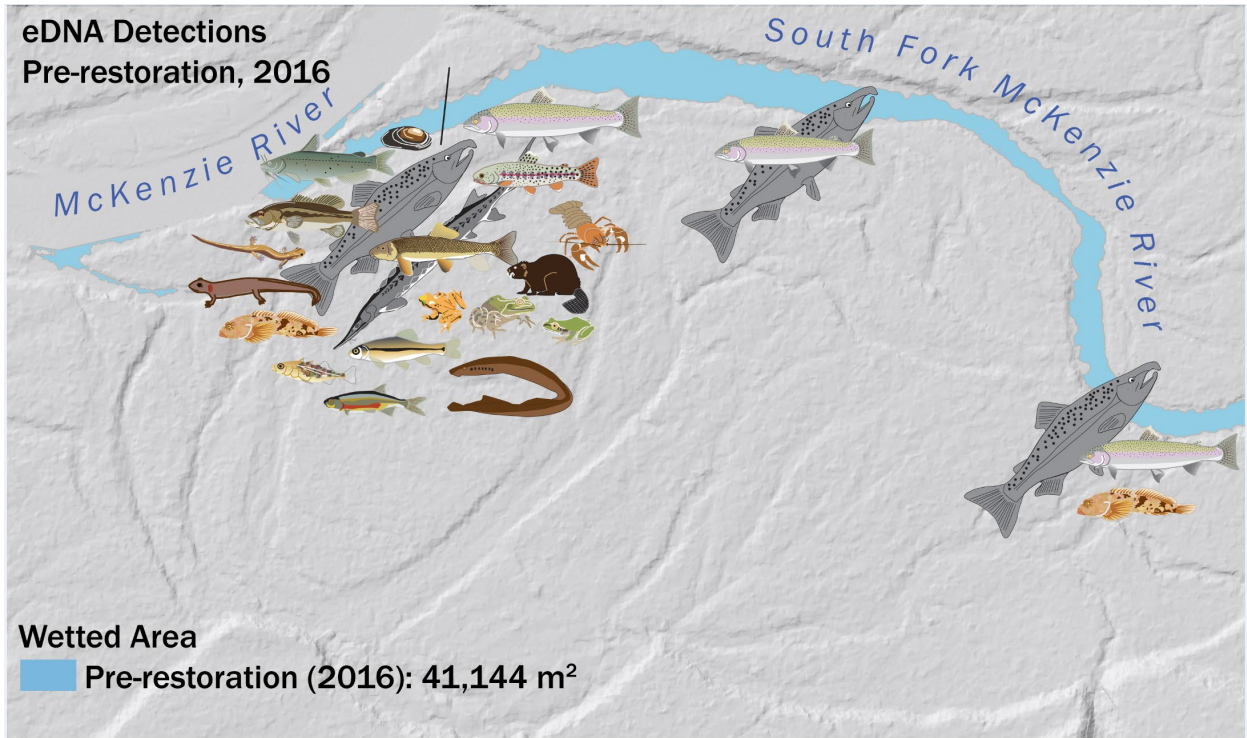 eDNA Detections
Pre-restoration, 2016
South Fork McKenzie River
McKenzie River
Wetted Area
Pre-restoration (2016): 41,144 m²